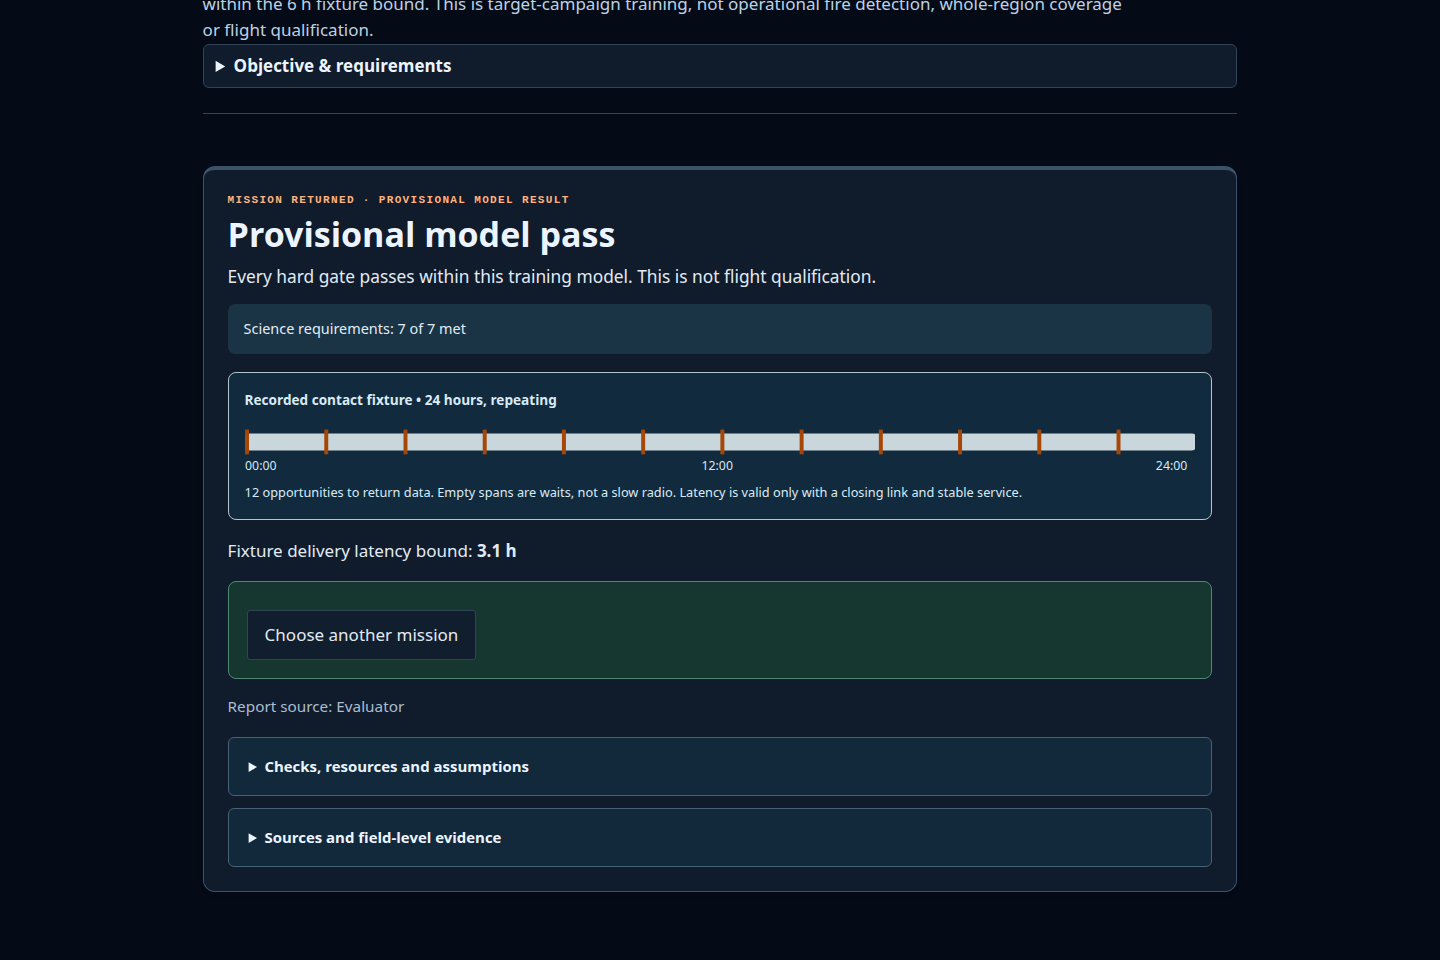 within the 6 h fixture bound. This is target-campaign training, not operational fire detection, whole-region coverage
or flight qualification.
Objective & requirements
MISSION RETURNED · PROVISIONAL MODEL RESULT
Provisional model pass
Every hard gate passes within this training model. This is not flight qualification.
Science requirements: 7 of 7 met
Recorded contact fixture • 24 hours, repeating
00:00 12:00 24:00
12 opportunities to return data. Empty spans are waits, not a slow radio. Latency is valid only with a closing link and stable service.
Fixture delivery latency bound: 3.1 h
Choose another mission
Report source: Evaluator
Checks, resources and assumptions
Sources and field-level evidence